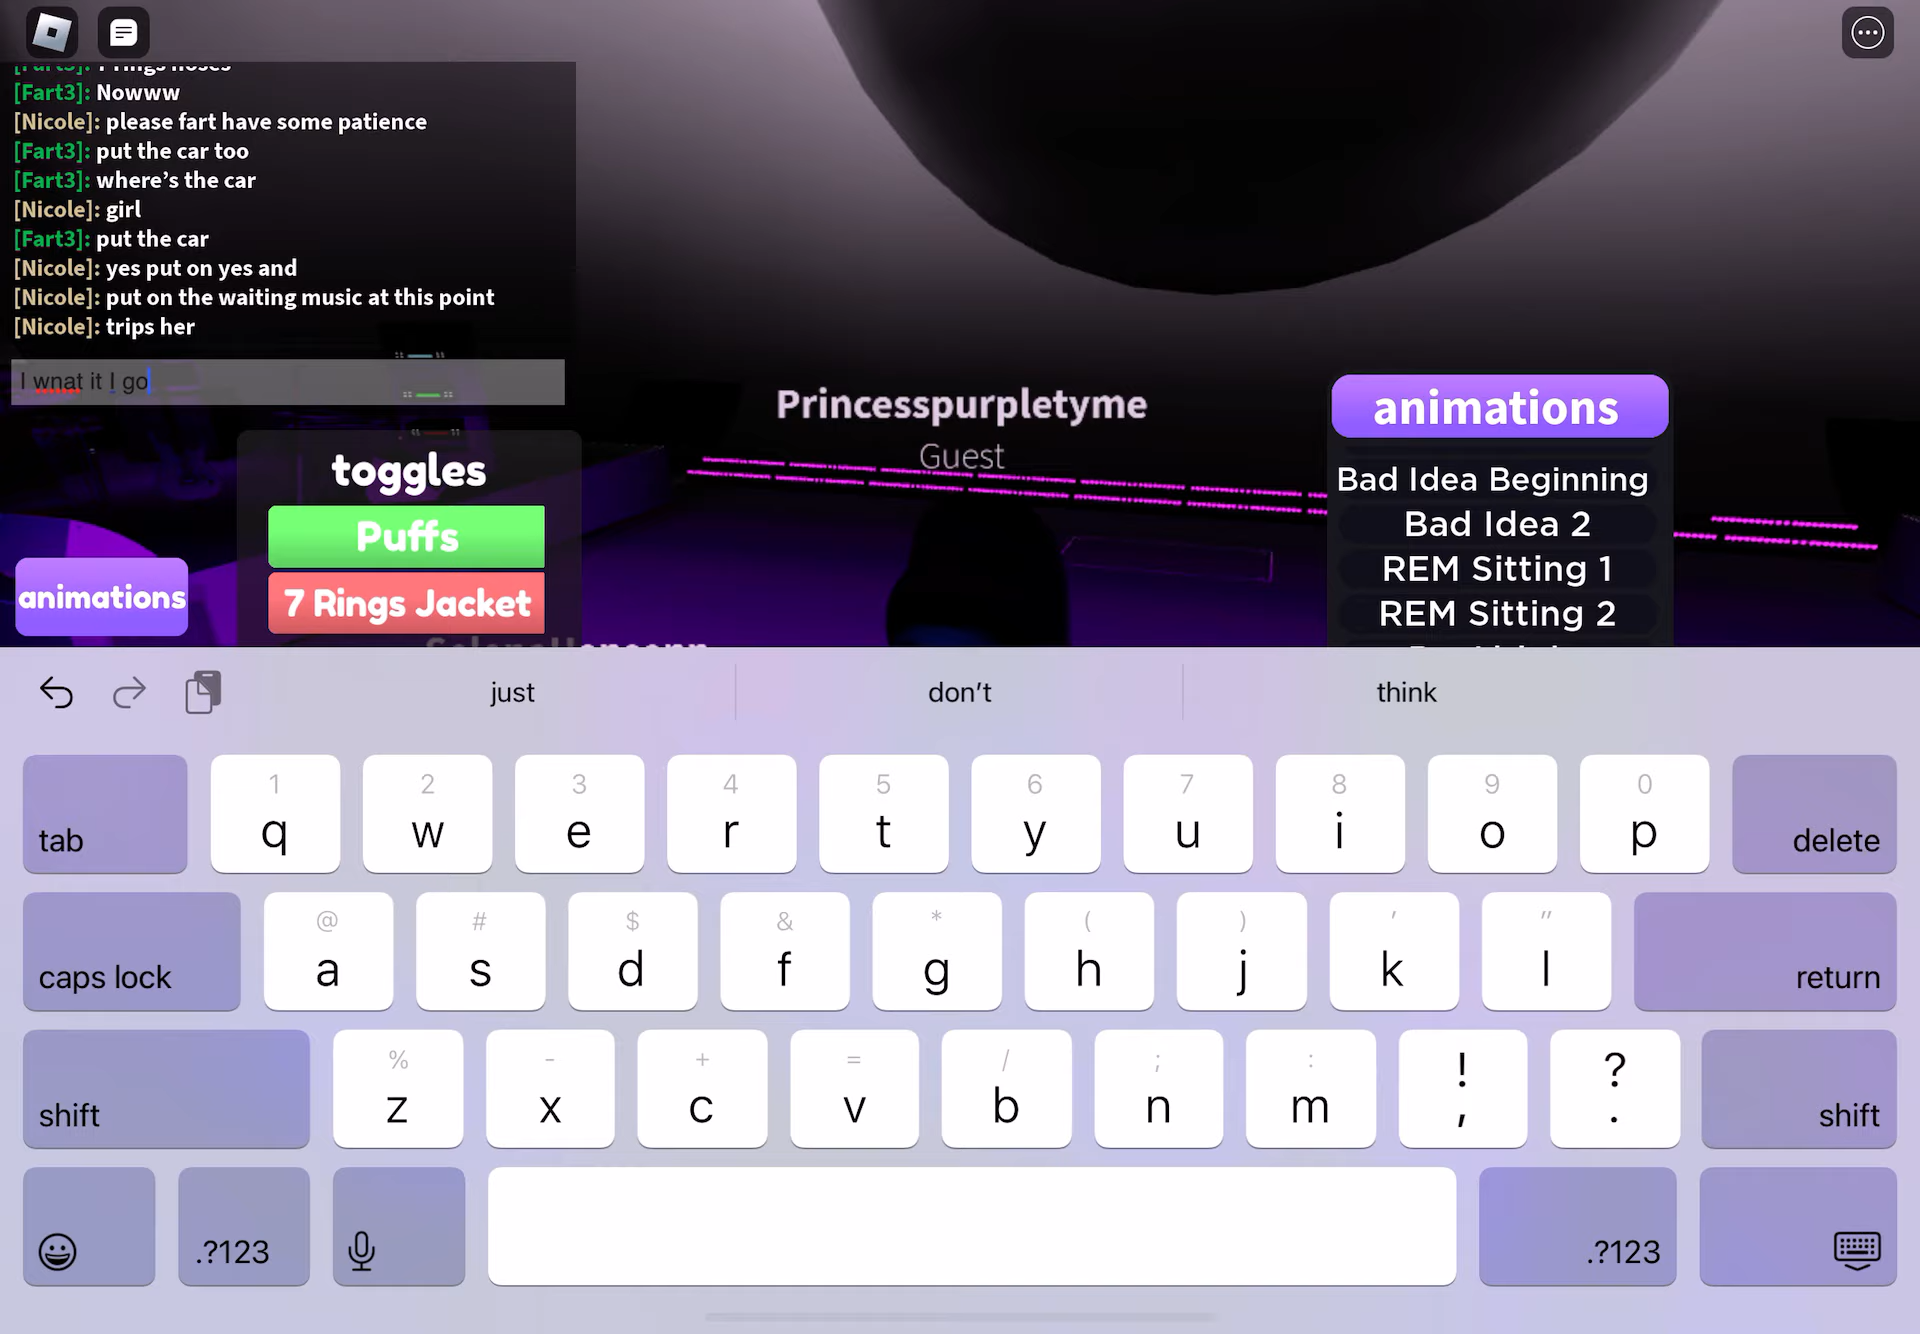 [Fart3]: Nowww
[Nicole]: please fart have some patience
[Fart3]: put the car too
[Fart3]: where’s the car
[Nicole]: girl
[Fart3]: put the car
[Nicole]: yes put on yes and
[Nicole]: put on the waiting music at this point
[Nicole]: trips her
I wnat it I go
Princesspurpletyme
Guest
toggles
Puffs
7 Rings Jacket
animations
animations
Bad Idea Beginning
Bad Idea 2
REM Sitting 1
REM Sitting 2
just don’t think
1 2 3 4 5 6 7 8 9 0
tab q w e r t y u i o p delete
@ # $ & * ( ) ' "
caps lock a s d f g h j k l return
% - + = / ; : ! ?
shift z x c v b n m , . shift
.?123 .?123